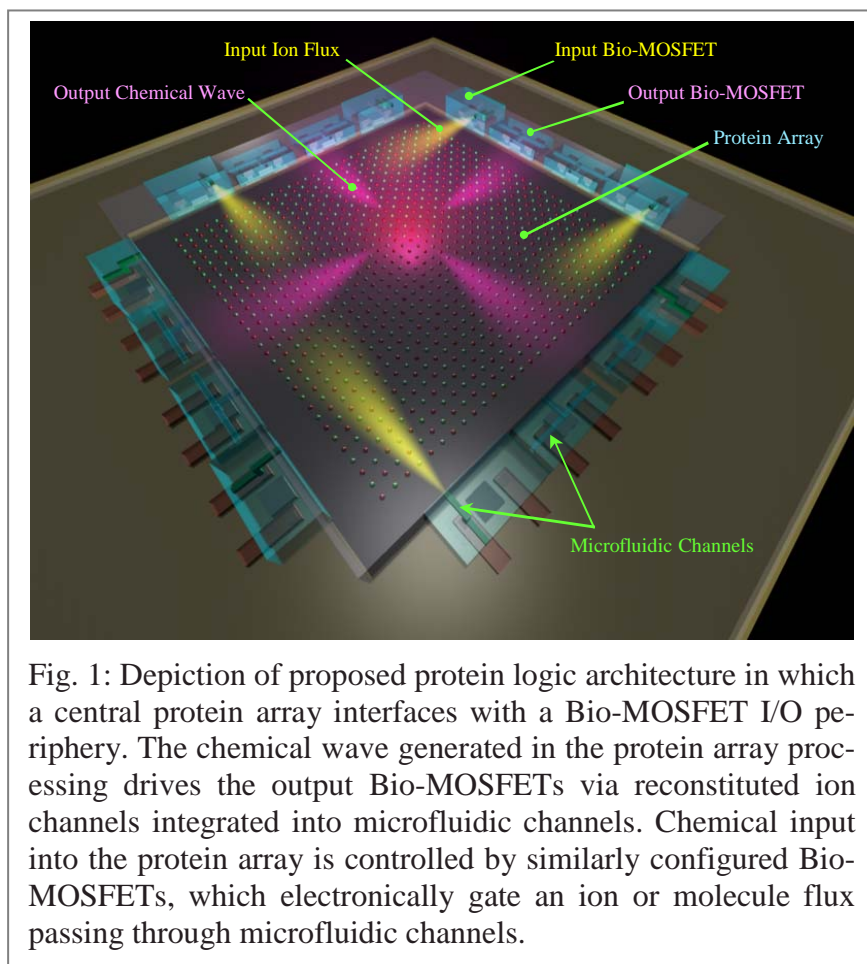 Input Ion Flux
Input Bio-MOSFET
Output Chemical Wave
Output Bio-MOSFET
Protein Array
Microfluidic Channels
Fig. 1: Depiction of proposed protein logic architecture in which
a central protein array interfaces with a Bio-MOSFET I/O pe-
riphery. The chemical wave generated in the protein array proc-
essing drives the output Bio-MOSFETs via reconstituted ion
channels integrated into microfluidic channels. Chemical input
into the protein array is controlled by similarly configured Bio-
MOSFETs, which electronically gate an ion or molecule flux
passing through microfluidic channels.